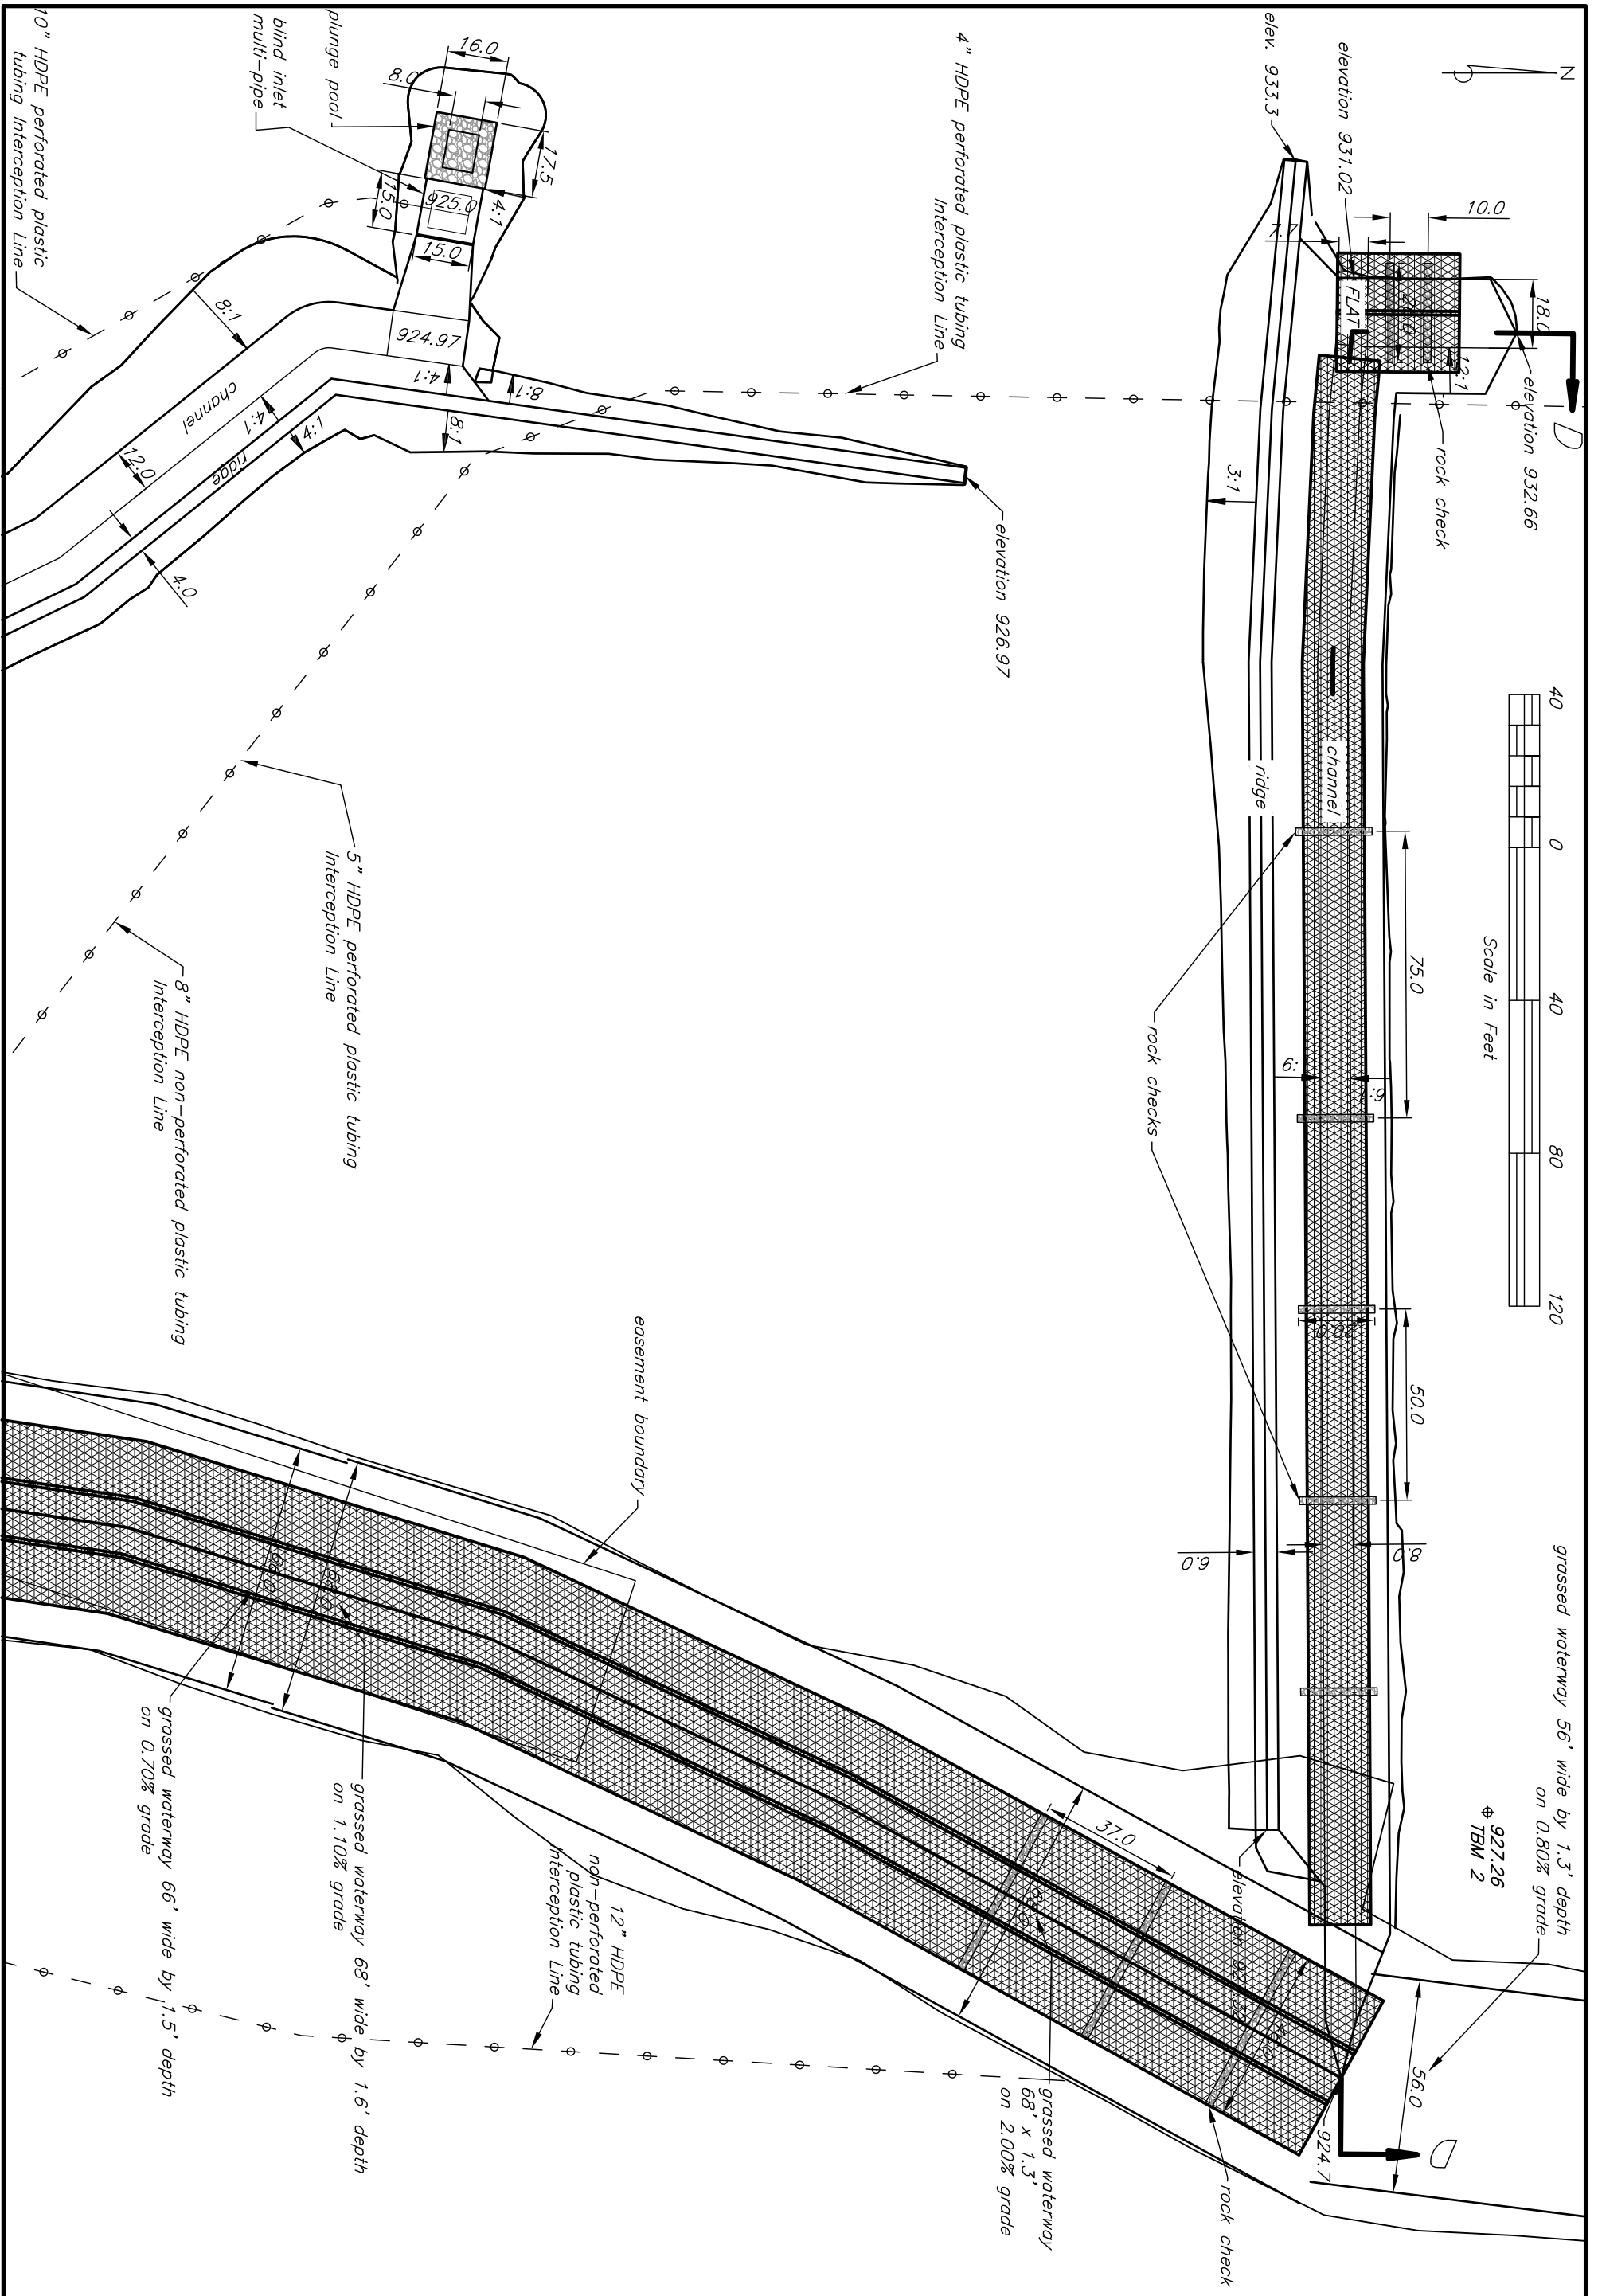 N
elev. 933.3
elevation 931.02
10.0
18.0
7.7
FLAT
12:1
elevation 932.66
rock check
D
4" HDPE perforated plastic tubing
Interception Line
3:1
40
0
40
80
120
Scale in Feet
channel
ridge
75.0
rock checks
6:1
20.0
50.0
6.0
8.0
grassed waterway 56' wide by 1.3' depth
on 0.80% grade
927.26
TBM 2
56.0
D
924.7
rock check
37.0
grassed waterway
68' x 1.3'
on 2.00% grade
12" HDPE
non-perforated
plastic tubing
Interception Line
easement boundary
68.0
66.0
grassed waterway 68' wide by 1.6' depth
on 1.10% grade
grassed waterway 66' wide by 1.5' depth
on 0.70% grade
elevation 926.97
5" HDPE perforated plastic tubing
Interception Line
8" HDPE non-perforated plastic tubing
Interception Line
16.0
8.0
17.5
plunge pool
blind inlet
multi-pipe
15.0
925.0
4:1
15.0
924.97
4:1
8:1
8:1
8:1
channel
4:1
4:1
12.0
ridge
4.0
10" HDPE perforated plastic
tubing Interception Line